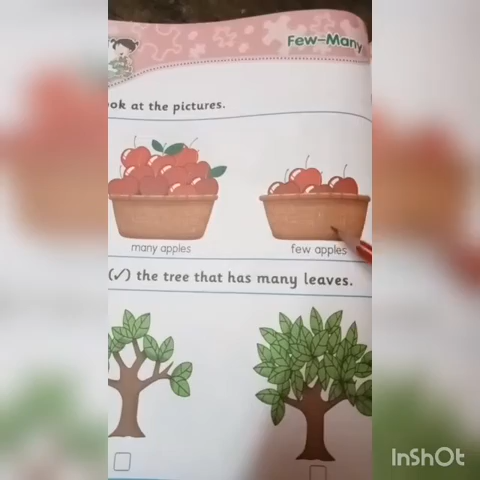 Few–Many
ok at the pictures.
many apples
few apples
(✓) the tree that has many leaves.
InShOt